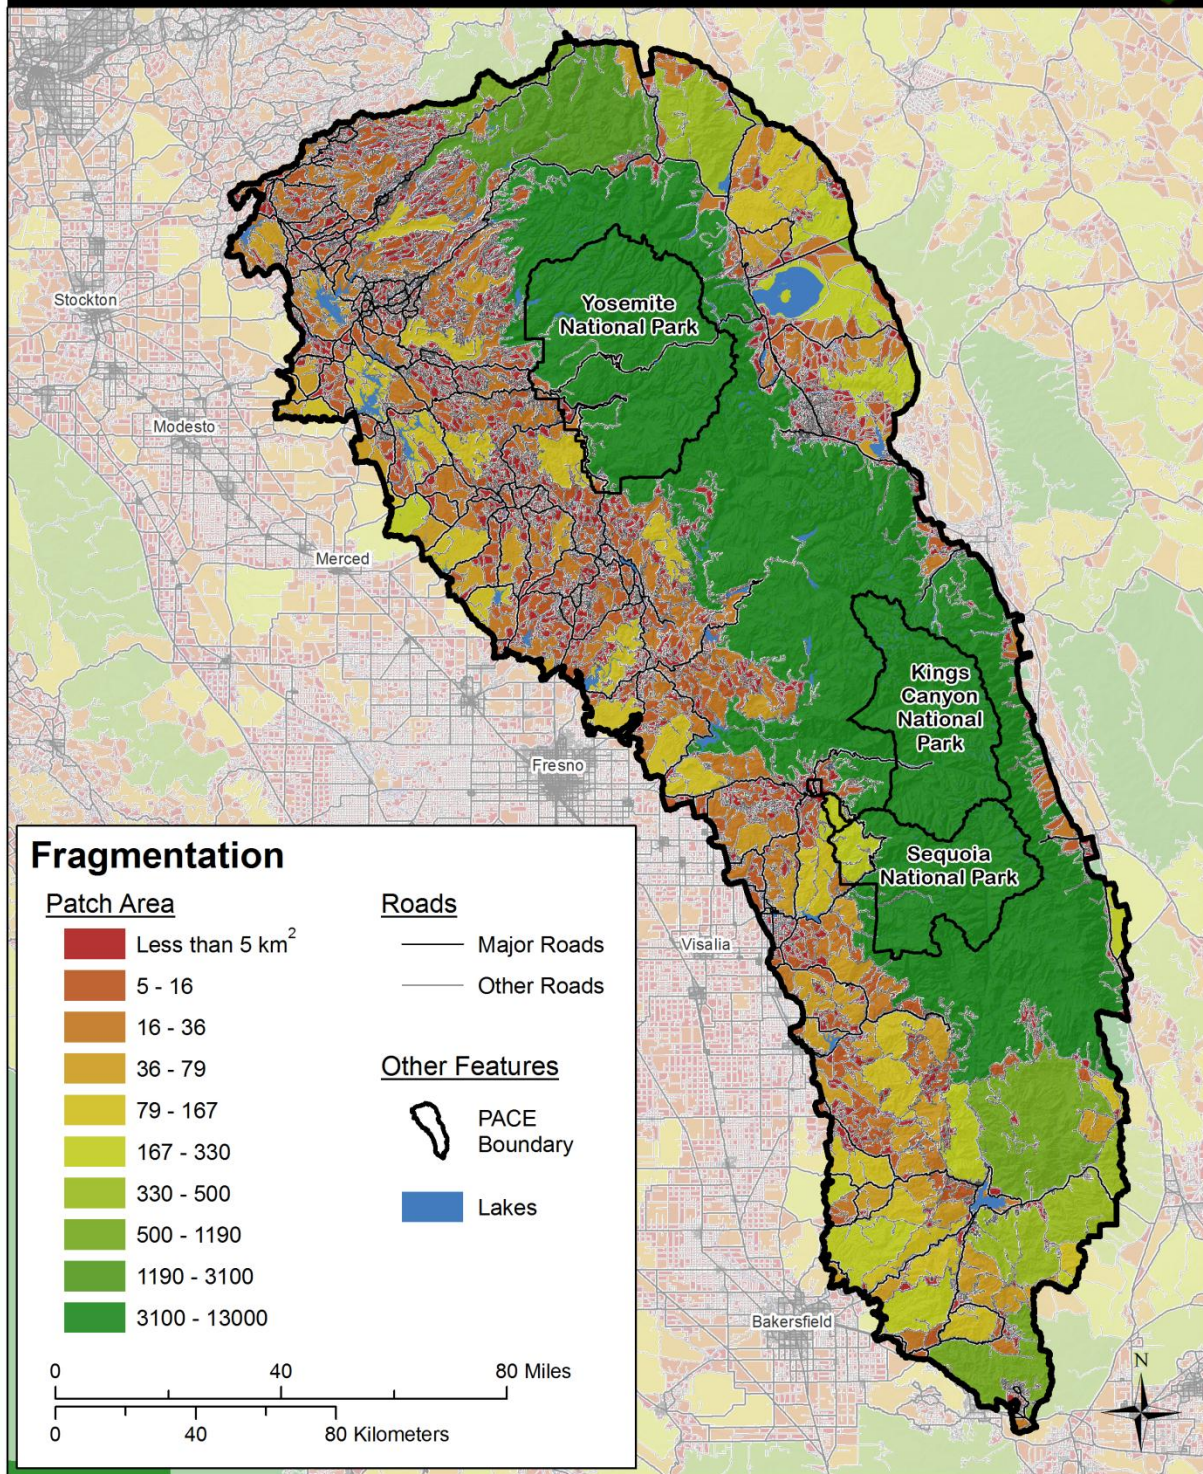 Yosemite
National Park
Stockton
Modesto
Merced
Kings
Canyon
National
Park
Fresno
Sequoia
National Park
Visalia
Bakersfield
N
Fragmentation
Patch Area
Less than 5 km²
5 - 16
16 - 36
36 - 79
79 - 167
167 - 330
330 - 500
500 - 1190
1190 - 3100
3100 - 13000
Roads
Major Roads
Other Roads
Other Features
PACE
Boundary
Lakes
0 40 80 Miles
0 40 80 Kilometers